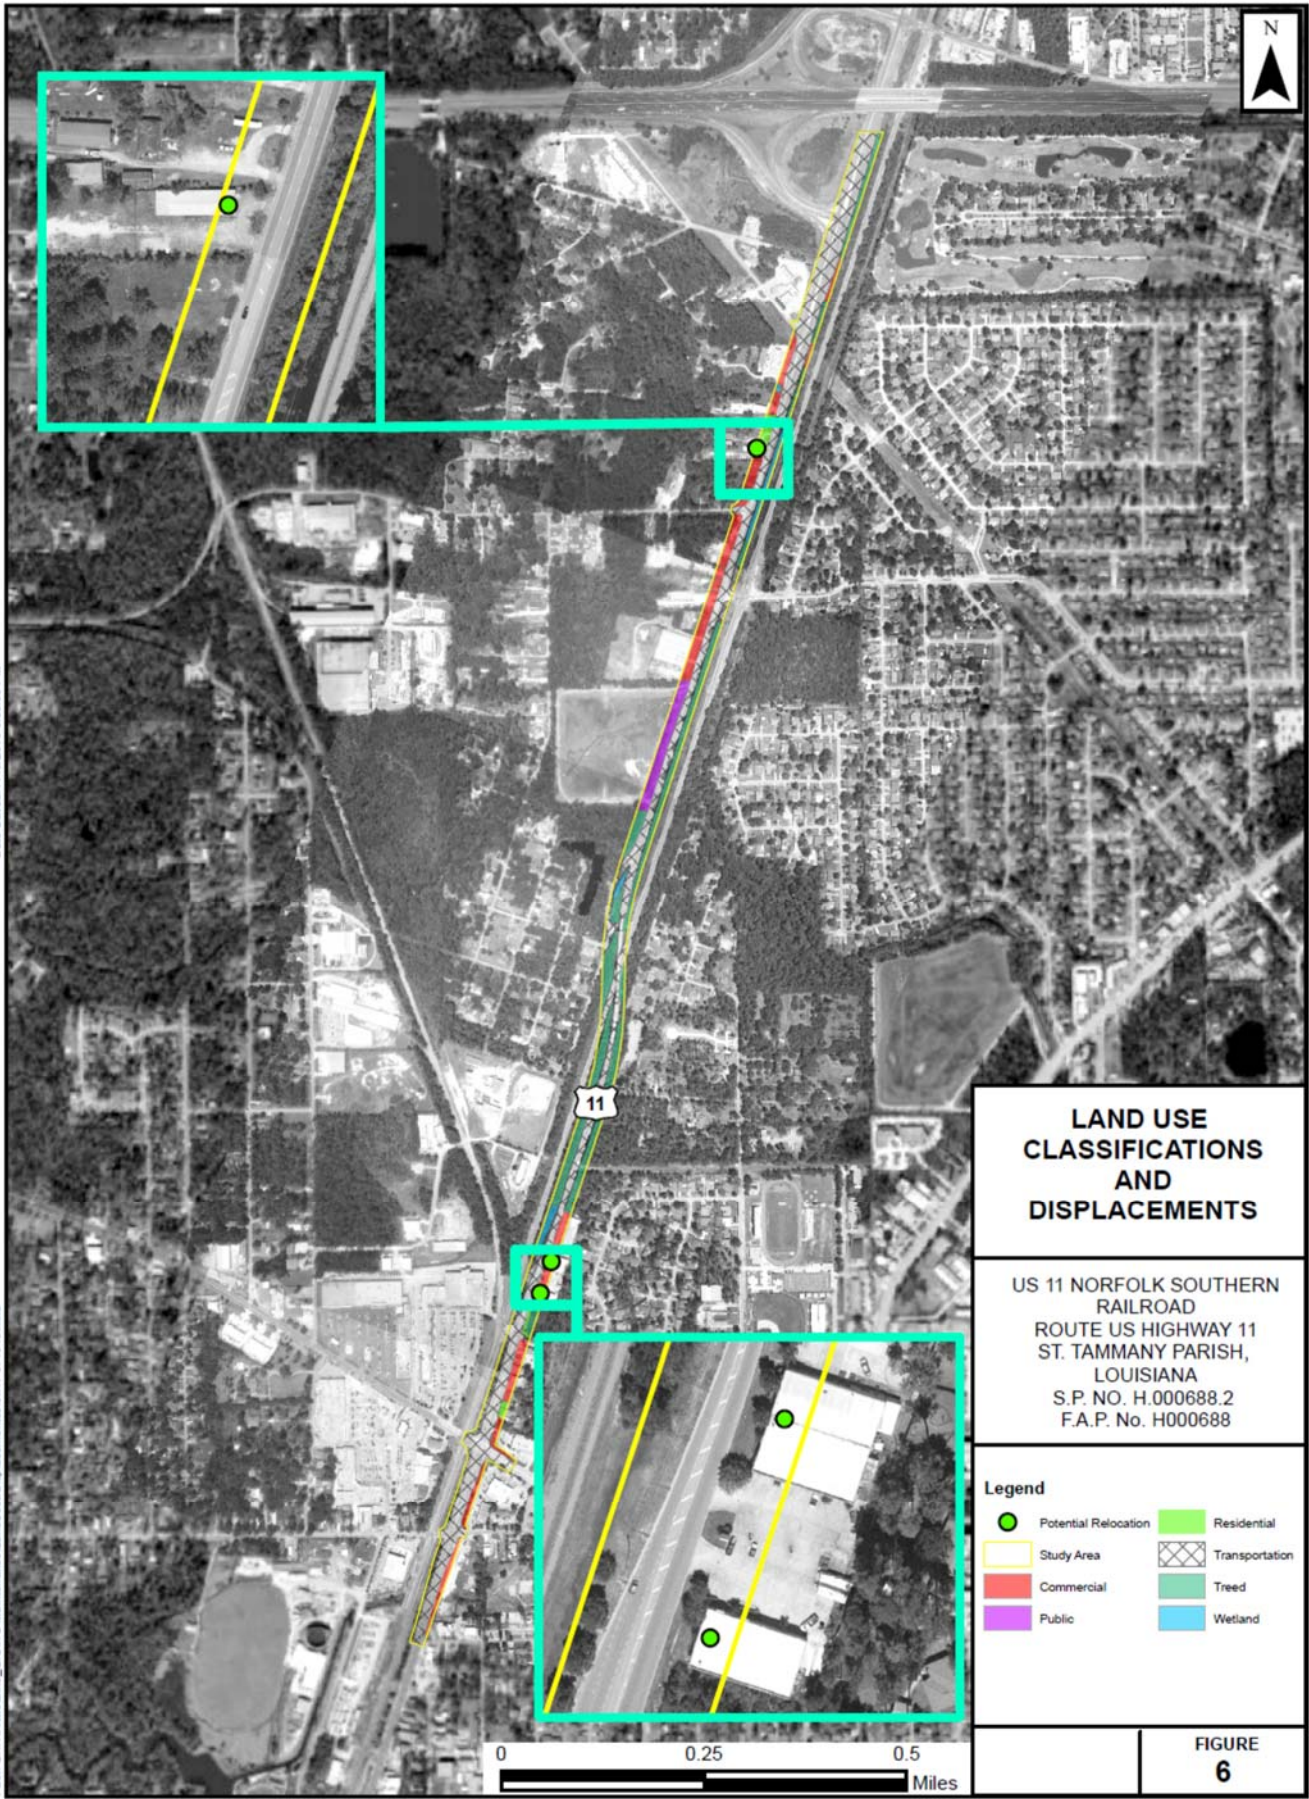 N
11
LAND USE
CLASSIFICATIONS
AND
DISPLACEMENTS
US 11 NORFOLK SOUTHERN
RAILROAD
ROUTE US HIGHWAY 11
ST. TAMMANY PARISH,
LOUISIANA
S.P. NO. H.000688.2
F.A.P. No. H000688
Legend
Potential Relocation
Study Area
Commercial
Public
Residential
Transportation
Treed
Wetland
0 0.25 0.5
Miles
FIGURE
6